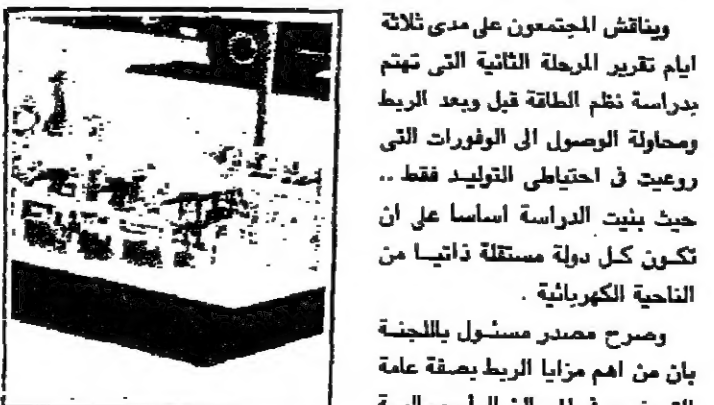 ويناقش المجتمعون على مدى ثلاثة
ايام تقرير المرحلة الثانية التى تهتم
بدراسة نظم الطاقة قبل وبعد الربط
ومحاولة الوصول الى الوفورات التى
روعيت فى احتياطى التوليد فقط ..
حيث بنيت الدراسة اساسا على ان
تكون كل دولة مستقلة ذاتيا من
الناحية الكهربائية .
وصرح مصدر مسئول باللجنة
بان من اهم مزايا الربط بصفة عامة